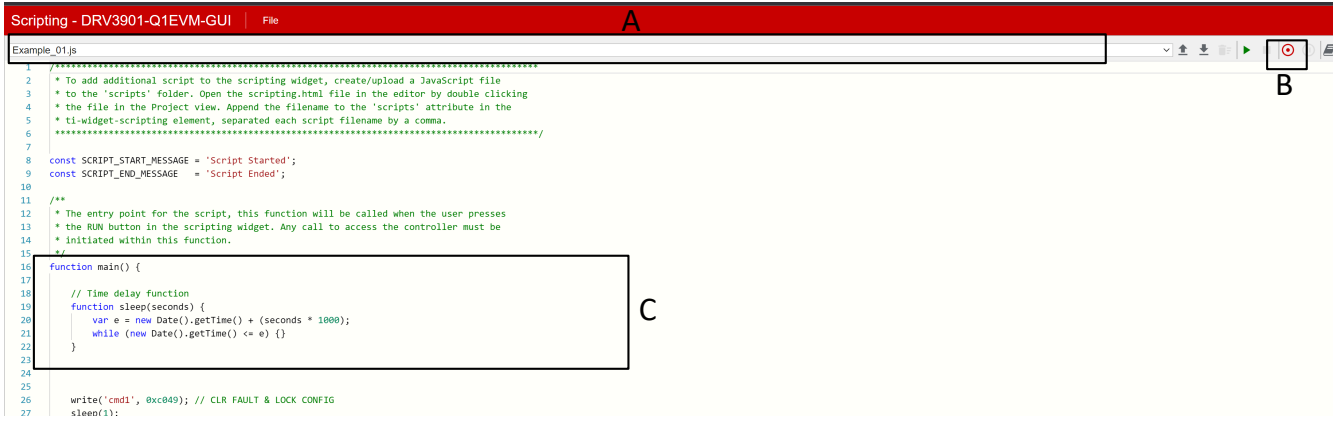 Scripting - DRV3901-Q1EVM-GUI File
A
Example_01.js
B
1 /*******************************************************************************************
2 * To add additional script to the scripting widget, create/upload a JavaScript file
3 * to the 'scripts' folder. Open the scripting.html file in the editor by double clicking
4 * the file in the Project view. Append the filename to the 'scripts' attribute in the
5 * ti-widget-scripting element, separated each script filename by a comma.
6 *******************************************************************************************/
7
8 const SCRIPT_START_MESSAGE = 'Script Started';
9 const SCRIPT_END_MESSAGE   = 'Script Ended';
10
11 /**
12 * The entry point for the script, this function will be called when the user presses
13 * the RUN button in the scripting widget. Any call to access the controller must be
14 * initiated within this function.
15 */
16 function main() {
17
18 // Time delay function
19 function sleep(seconds) {
20 var e = new Date().getTime() + (seconds * 1000);
21 while (new Date().getTime() <= e) {}
22 }
C
23
24
25
26 write('cmd1', 0xc049); // CLR FAULT & LOCK CONFIG
27 sleep(1);